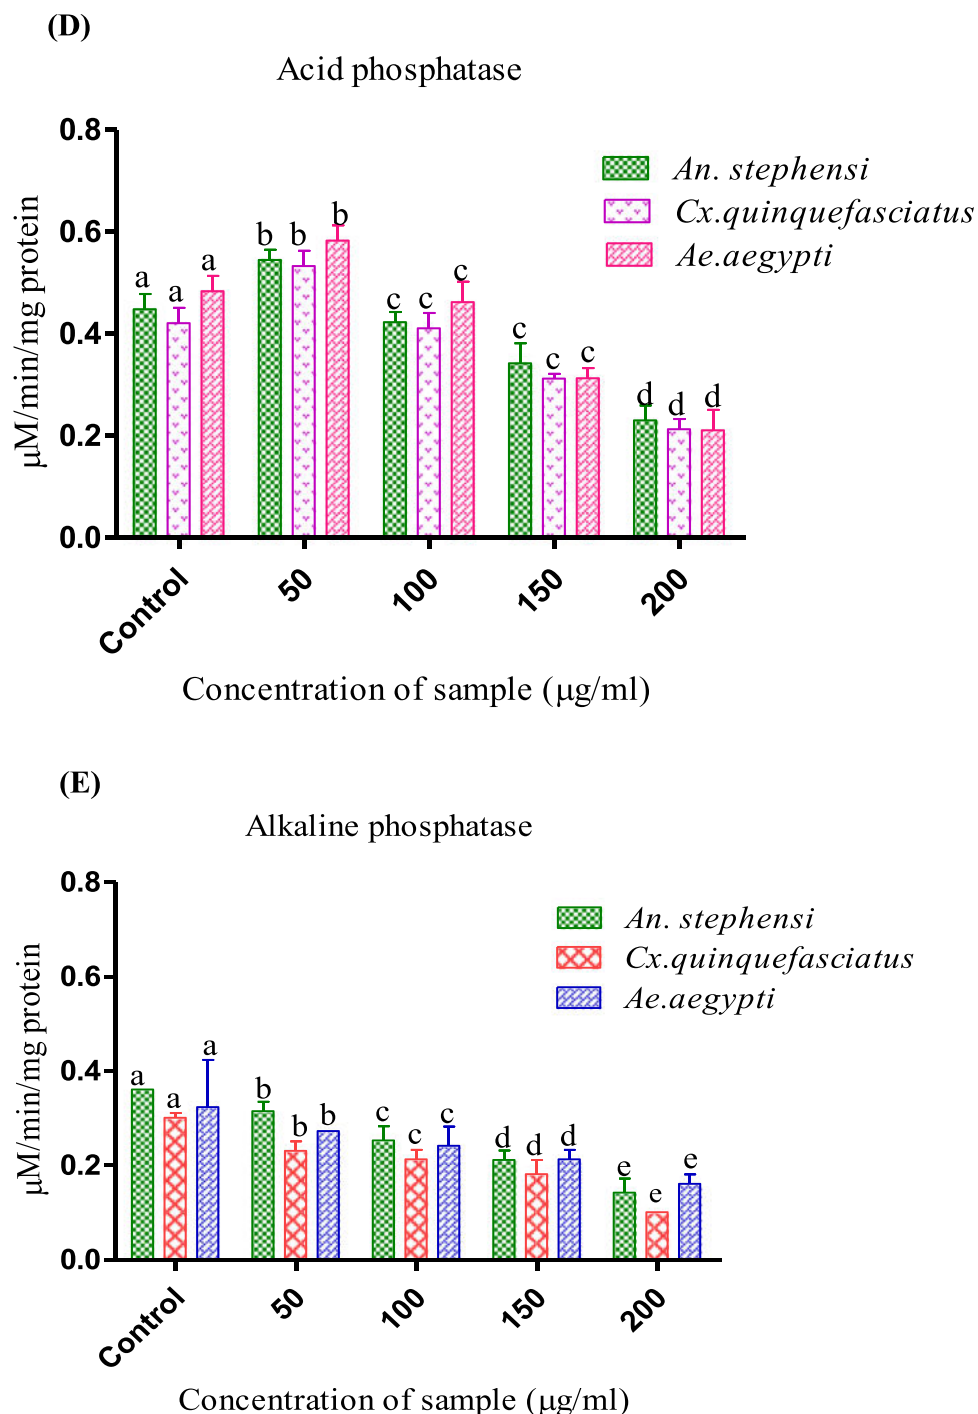 (D)
Acid phosphatase
0.8
0.6
0.4
0.2
0.0
μM/min/mg protein
An. stephensi
Cx.quinquefasciatus
Ae.aegypti
a a a
b b b
c c c
c c c
d d d
Control 50 100 150 200
Concentration of sample (μg/ml)
(E)
Alkaline phosphatase
0.8
0.6
0.4
0.2
0.0
μM/min/mg protein
An. stephensi
Cx.quinquefasciatus
Ae.aegypti
a a a
b b b
c c c
d d d
e e e
Control 50 100 150 200
Concentration of sample (μg/ml)